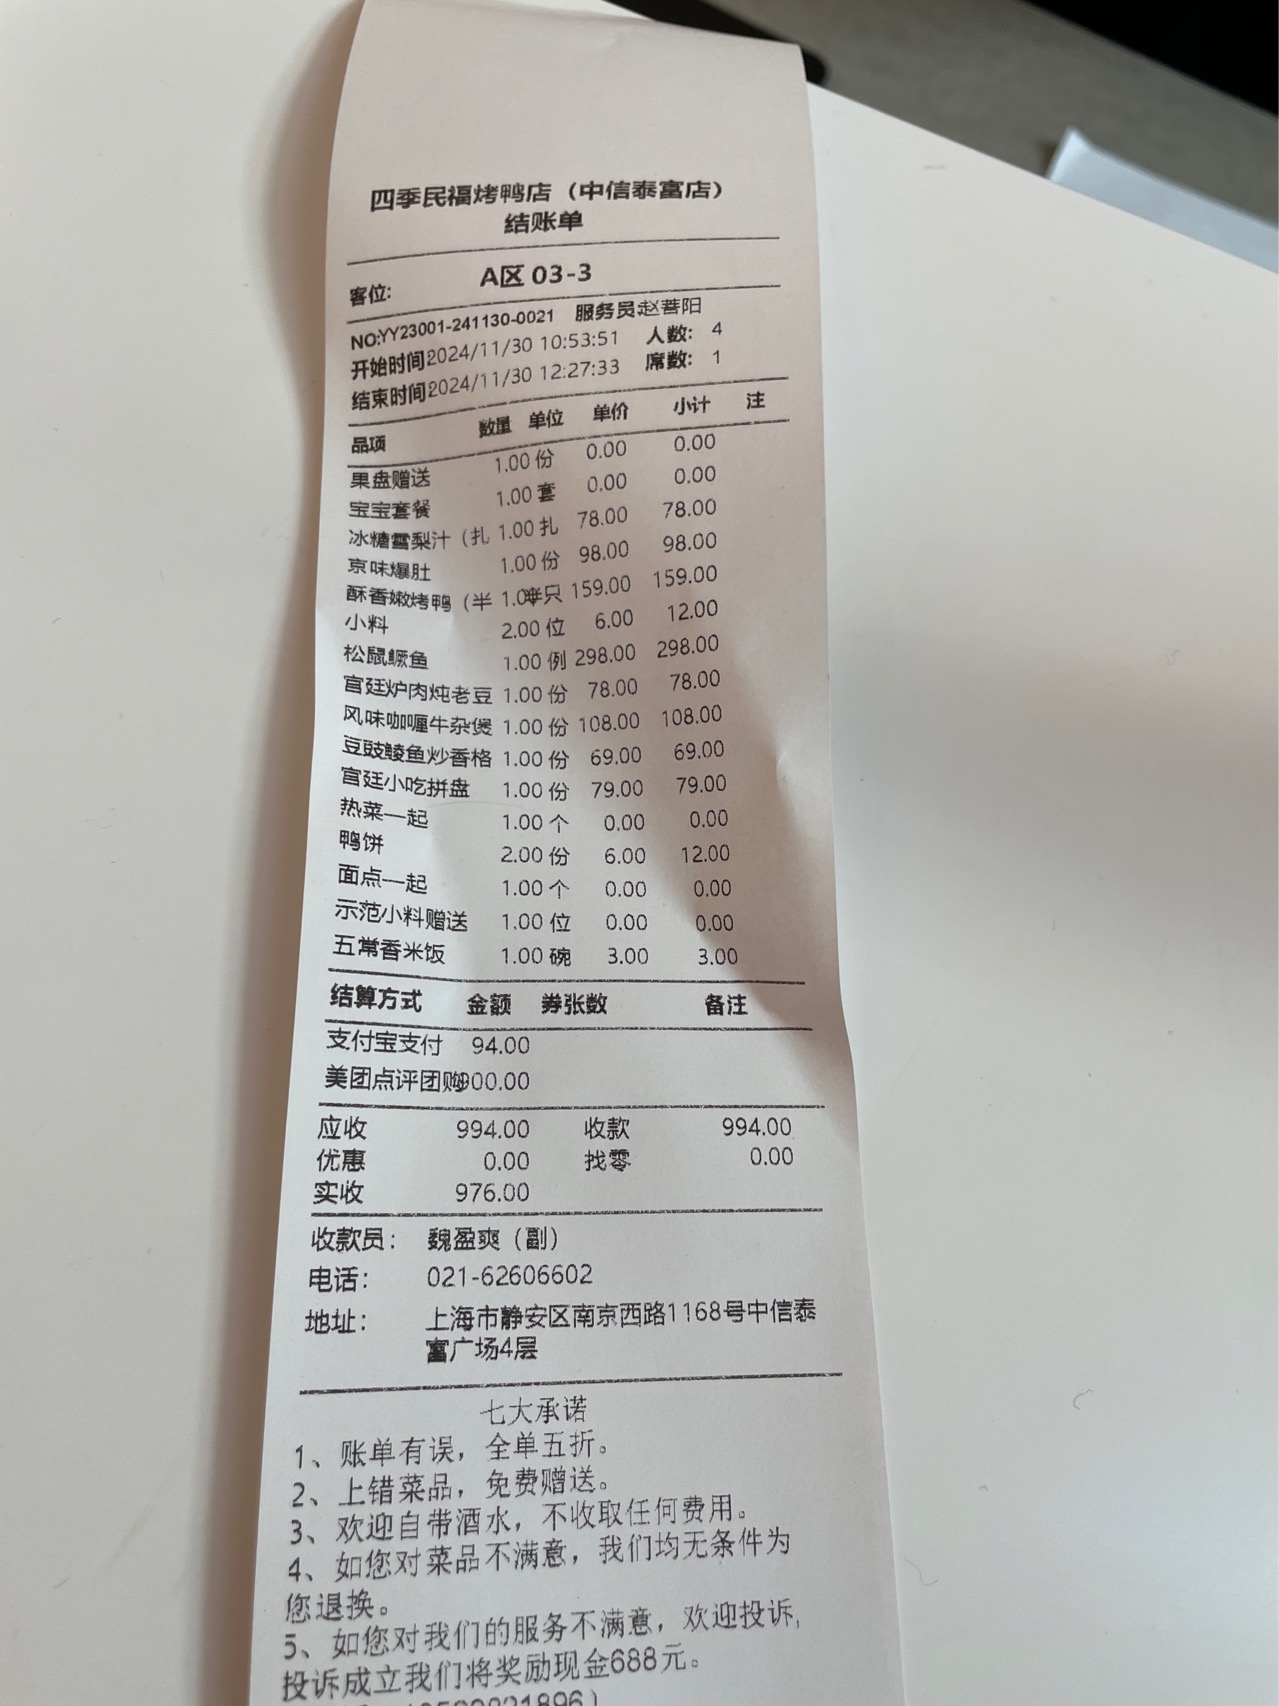 四季民福烤鸭店（中信泰富店）
结账单
客位: A区 03-3
NO:YY23001-241130-0021 服务员赵菩阳
开始时间2024/11/30 10:53:51 人数: 4
结束时间2024/11/30 12:27:33 席数: 1
品项 数量 单位 单价 小计 注
果盘赠送 1.00 份 0.00 0.00
宝宝套餐 1.00 套 0.00 0.00
冰糖雪梨汁（扎 1.00 扎 78.00 78.00
京味爆肚 1.00 份 98.00 98.00
酥香嫩烤鸭（半 1.0半只 159.00 159.00
小料 2.00 位 6.00 12.00
松鼠鳜鱼 1.00 例 298.00 298.00
宫廷炉肉炖老豆 1.00 份 78.00 78.00
风味咖喱牛杂煲 1.00 份 108.00 108.00
豆豉鲮鱼炒香格 1.00 份 69.00 69.00
宫廷小吃拼盘 1.00 份 79.00 79.00
热菜一起 1.00 个 0.00 0.00
鸭饼 2.00 份 6.00 12.00
面点一起 1.00 个 0.00 0.00
示范小料赠送 1.00 位 0.00 0.00
五常香米饭 1.00 碗 3.00 3.00
结算方式 金额 券张数 备注
支付宝支付 94.00
美团点评团购900.00
应收 994.00 收款 994.00
优惠 0.00 找零 0.00
实收 976.00
收款员: 魏盈爽（副）
电话: 021-62606602
地址: 上海市静安区南京西路1168号中信泰
富广场4层
七大承诺
1、账单有误，全单五折。
2、上错菜品，免费赠送。
3、欢迎自带酒水，不收取任何费用。
4、如您对菜品不满意，我们均无条件为
您退换。
5、如您对我们的服务不满意，欢迎投诉,
投诉成立我们将奖励现金688元。